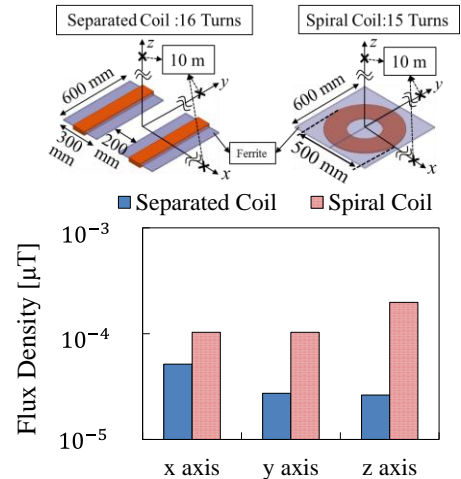 Separated Coil :16 Turns
Spiral Coil:15 Turns
z
10 m
y
x
600 mm
300 mm
200 mm
Ferrite
z
10 m
y
x
600 mm
500 mm
Separated Coil
Spiral Coil
Flux Density [μT]
10⁻³
10⁻⁴
10⁻⁵
x axis
y axis
z axis